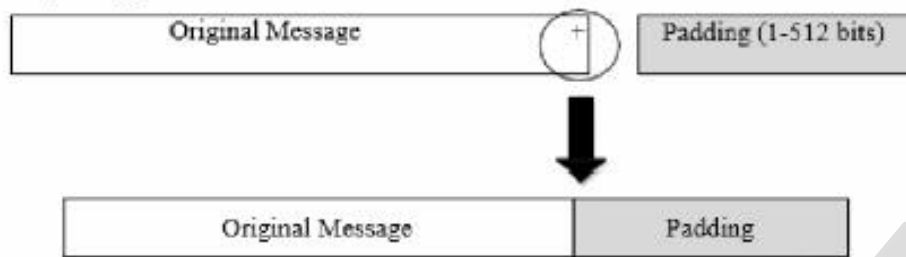 Original Message
+
Padding (1-512 bits)
Original Message
Padding